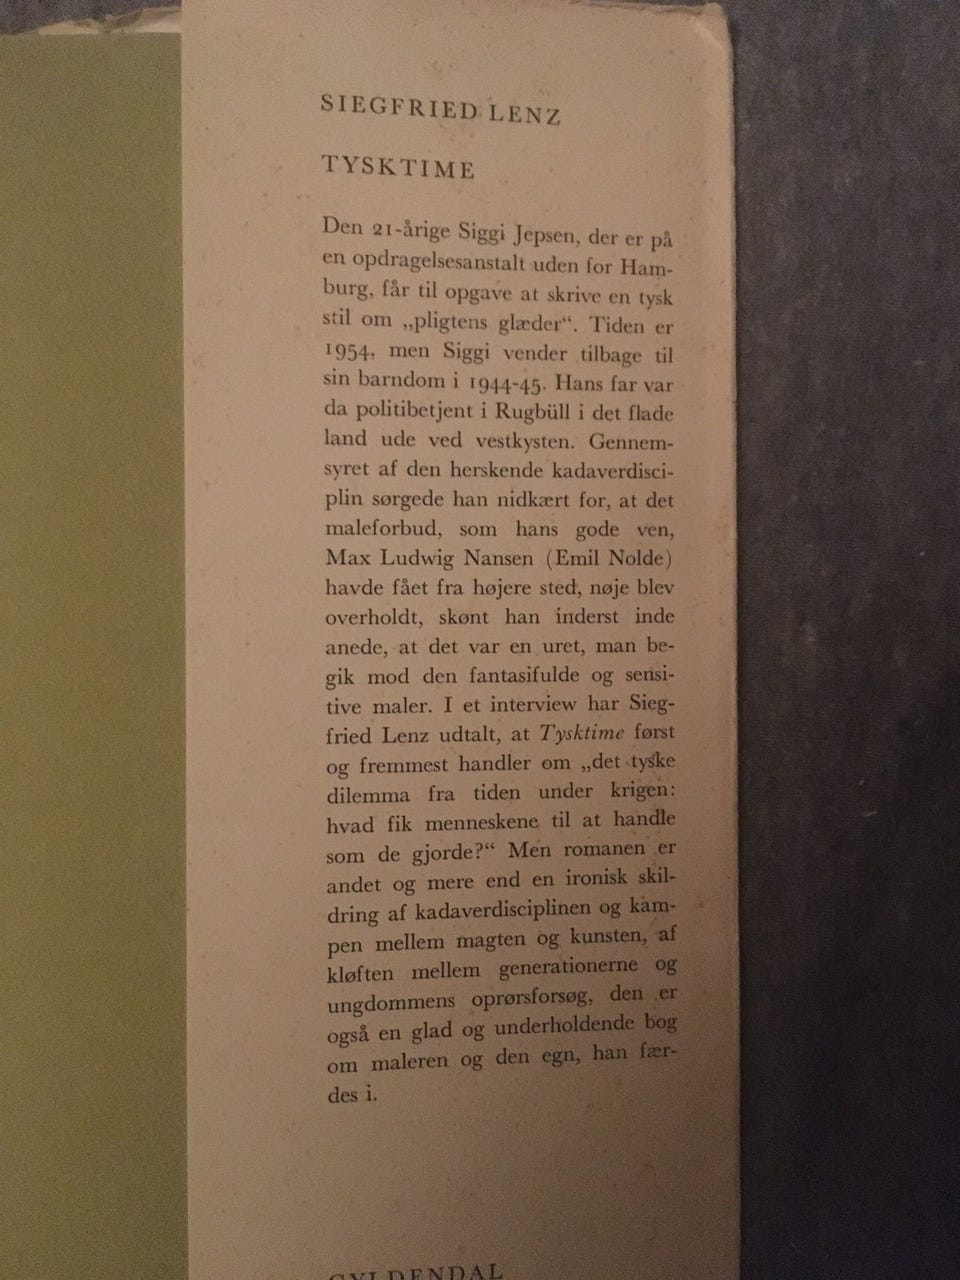 SIEGFRIED LENZ
TYSKTIME
Den 21-årige Siggi Jepsen, der er på
en opdragelsesanstalt uden for Ham-
burg, får til opgave at skrive en tysk
stil om „pligtens glæder“. Tiden er
1954, men Siggi vender tilbage til
sin barndom i 1944-45. Hans far var
da politibetjent i Rugbüll i det flade
land ude ved vestkysten. Gennem-
syret af den herskende kadaverdisci-
plin sørgede han nidkært for, at det
maleforbud, som hans gode ven,
Max Ludwig Nansen (Emil Nolde)
havde fået fra højere sted, nøje blev
overholdt, skønt han inderst inde
anede, at det var en uret, man be-
gik mod den fantasifulde og sensi-
tive maler. I et interview har Sieg-
fried Lenz udtalt, at Tysktime først
og fremmest handler om „det tyske
dilemma fra tiden under krigen:
hvad fik menneskene til at handle
som de gjorde?“ Men romanen er
andet og mere end en ironisk skil-
dring af kadaverdisciplinen og kam-
pen mellem magten og kunsten, af
kløften mellem generationerne og
ungdommens oprørsforsøg, den er
også en glad og underholdende bog
om maleren og den egn, han fær-
des i.
GYLDENDAL